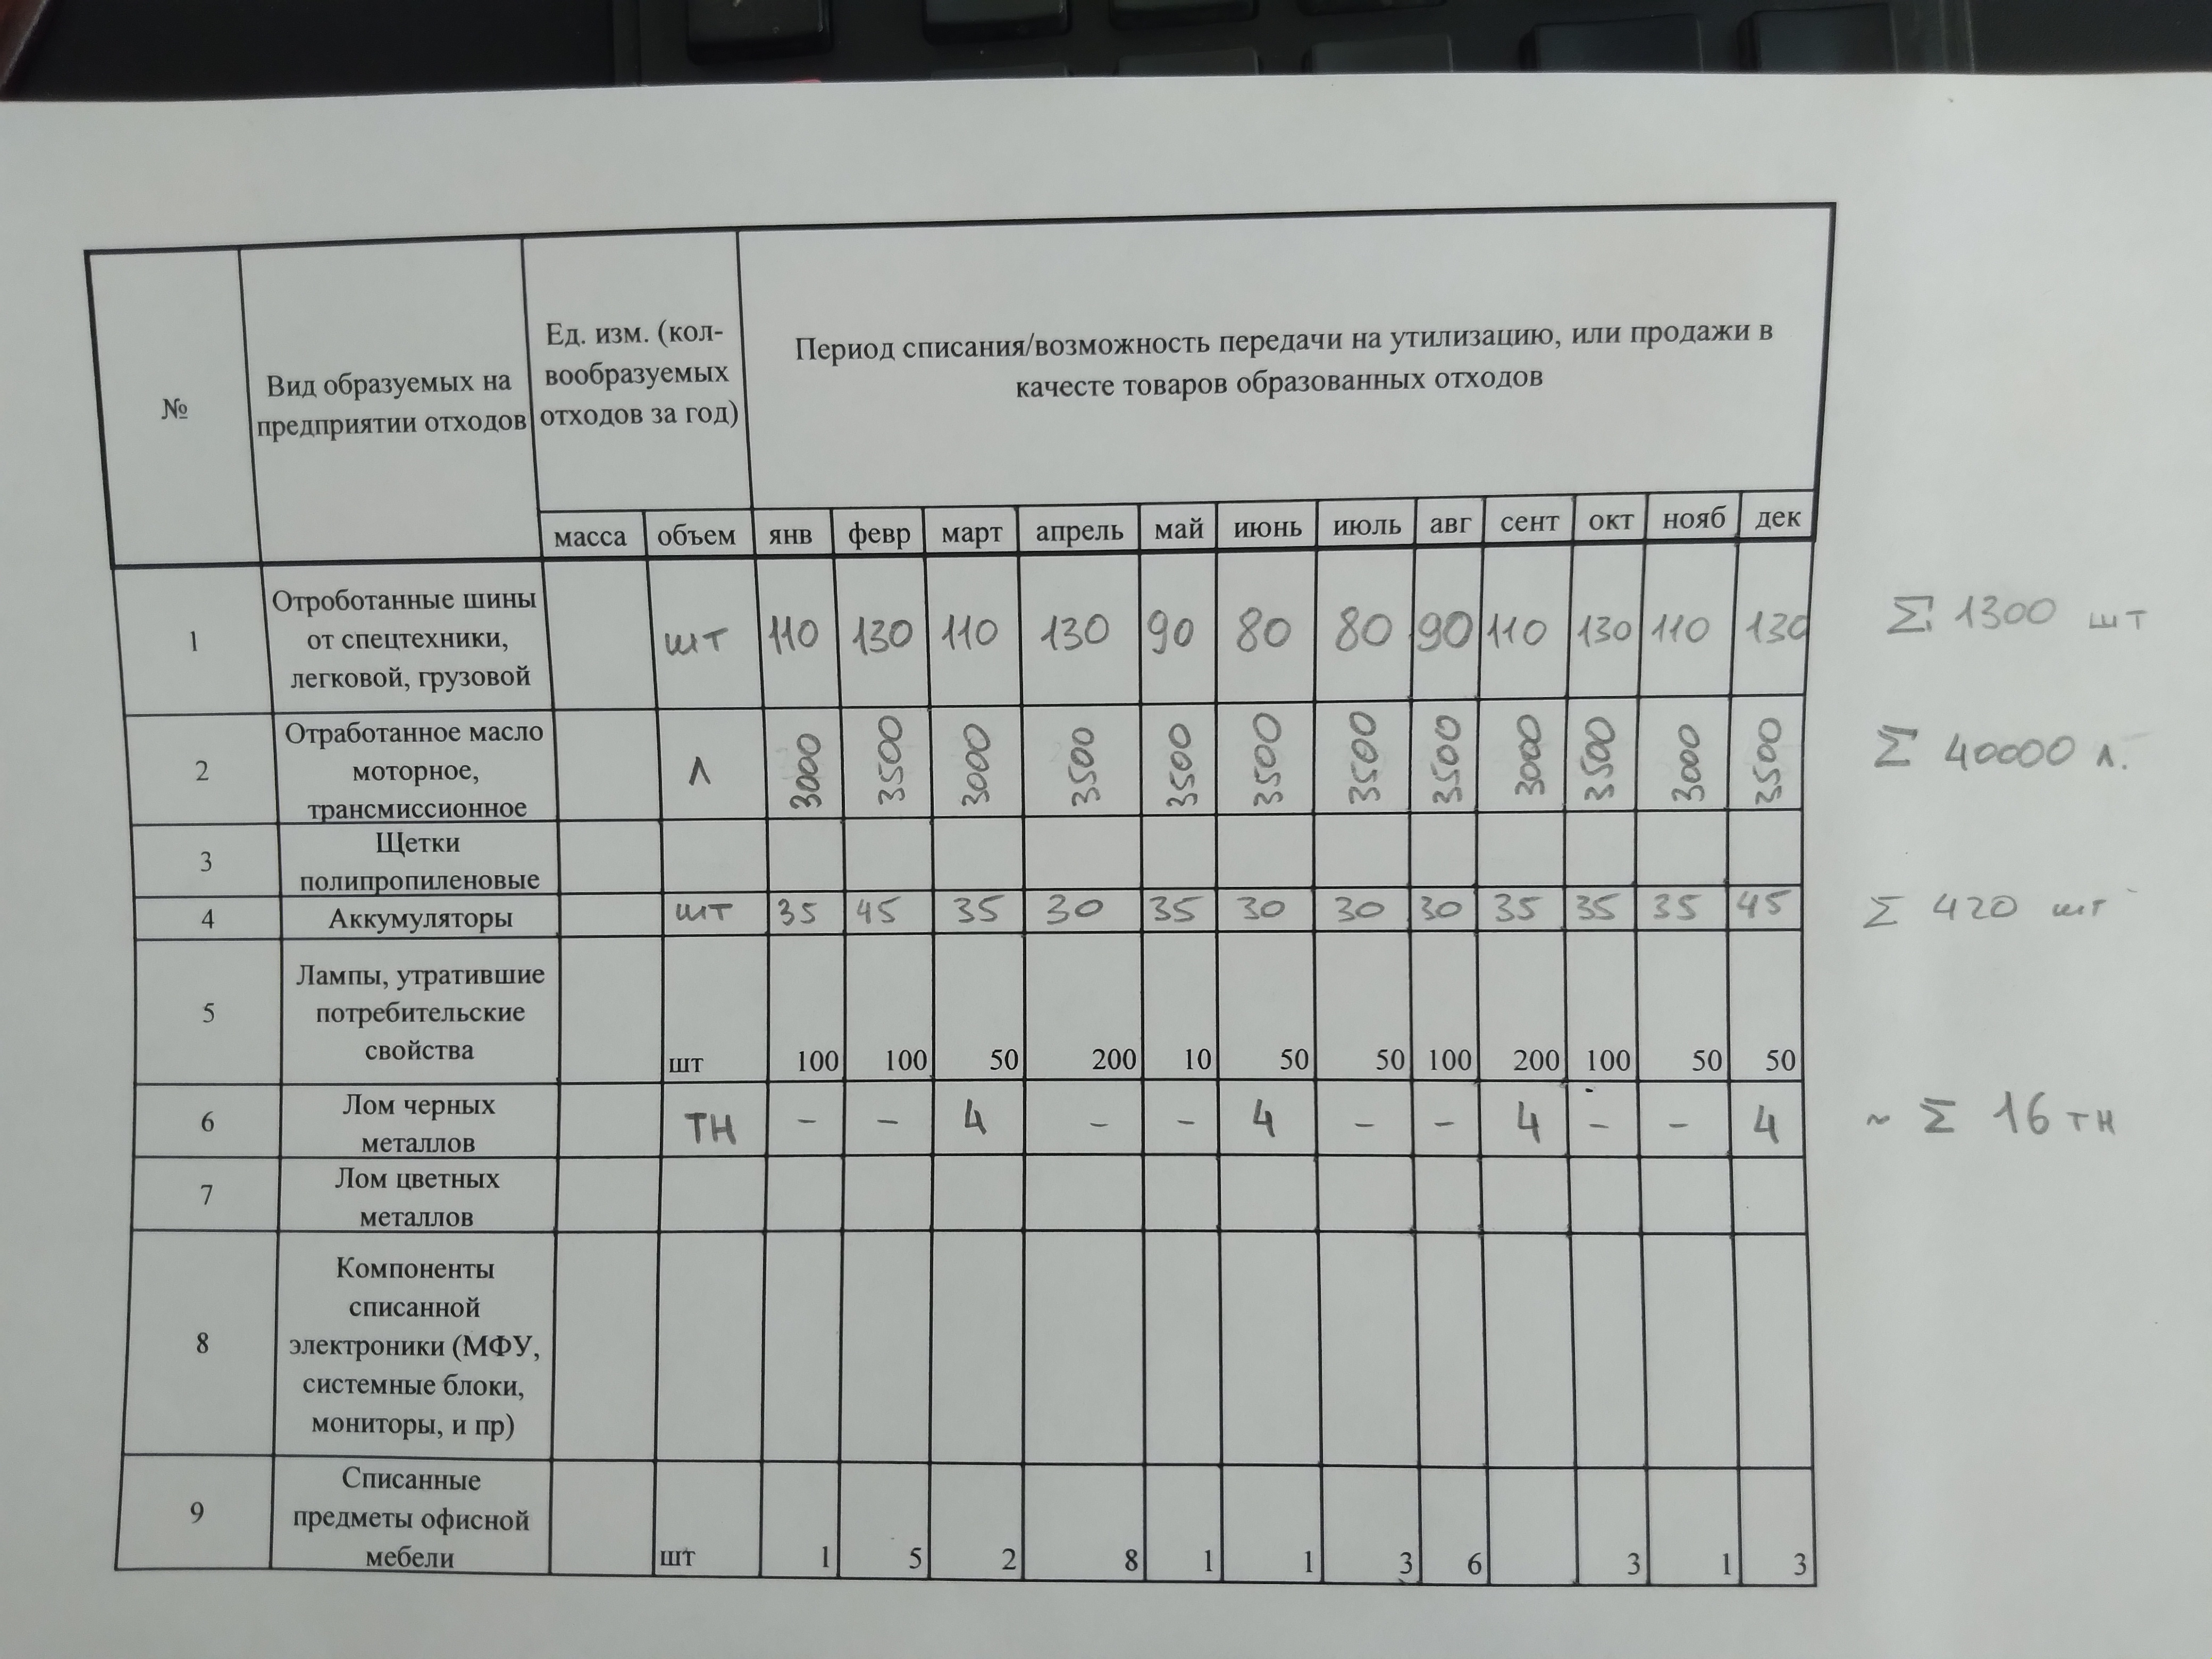 №
Вид образуемых на
предприятии отходов
Ед. изм. (кол-
вообразуемых
отходов за год)
Период списания/возможность передачи на утилизацию, или продажи в
качесте товаров образованных отходов
масса объем янв февр март апрель май июнь июль авг сент окт нояб дек
1
Отроботанные шины
от спецтехники,
легковой, грузовой
шт 110 130 110 130 90 80 80 90 110 130 110 130
Σ 1300 шт
2
Отработанное масло
моторное,
трансмиссионное
л 3000 3500 3000 3500 3500 3500 3500 3500 3000 3500 3000 3500
Σ 40000 л.
3
Щетки
полипропиленовые
4 Аккумуляторы шт 35 45 35 30 35 30 30 30 35 35 35 45
Σ 420 шт
5
Лампы, утратившие
потребительские
свойства
шт 100 100 50 200 10 50 50 100 200 100 50 50
6
Лом черных
металлов
тн - - 4 - - 4 - - 4 - - 4
~ Σ 16 тн
7
Лом цветных
металлов
8
Компоненты
списанной
электроники (МФУ,
системные блоки,
мониторы, и пр)
9
Списанные
предметы офисной
мебели
шт 1 5 2 8 1 1 3 6 3 1 3